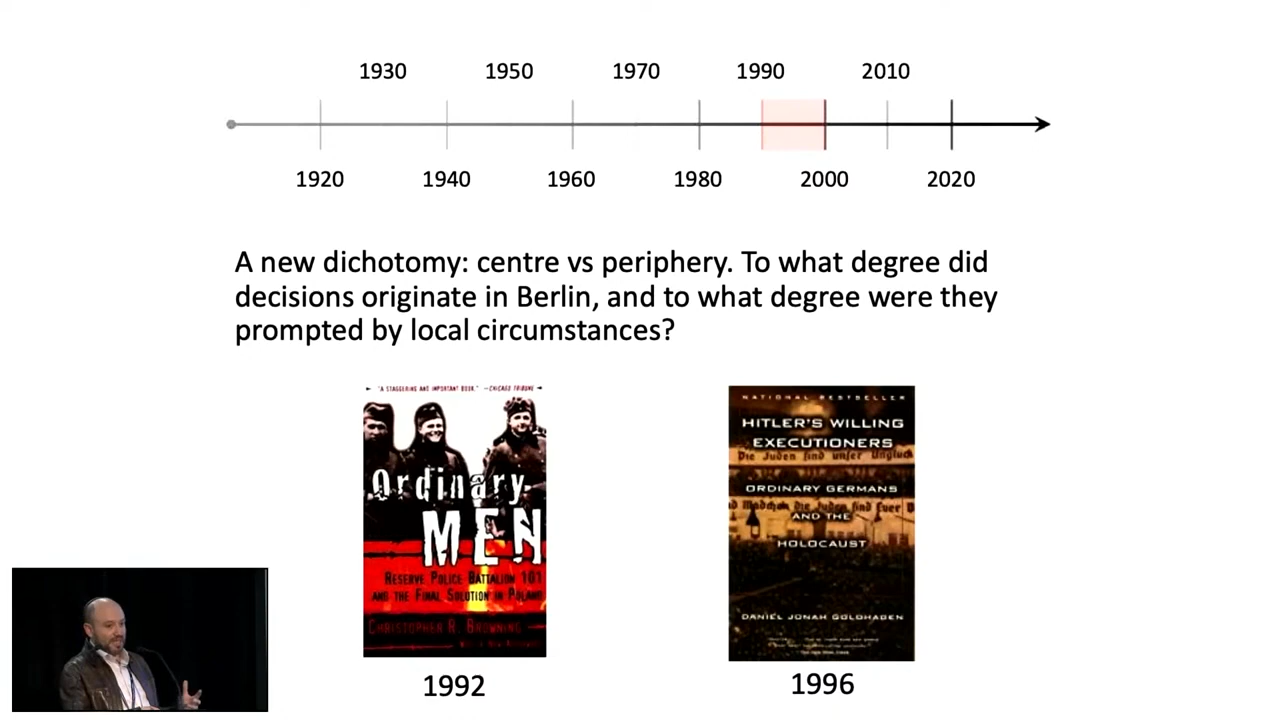 1930 1950 1970 1990 2010
1920 1940 1960 1980 2000 2020
A new dichotomy: centre vs periphery. To what degree did
decisions originate in Berlin, and to what degree were they
prompted by local circumstances?
"A STAGGERING AND IMPORTANT BOOK." —CHICAGO TRIBUNE
Ordinary
MEN
RESERVE POLICE BATTALION 101
AND THE FINAL SOLUTION IN POLAND
CHRISTOPHER R. BROWNING
1992
NATIONAL BESTSELLER
HITLER'S WILLING
EXECUTIONERS
Die Juden sind unser Unglück
ORDINARY GERMANS
AND THE
HOLOCAUST
DANIEL JONAH GOLDHAGEN
1996